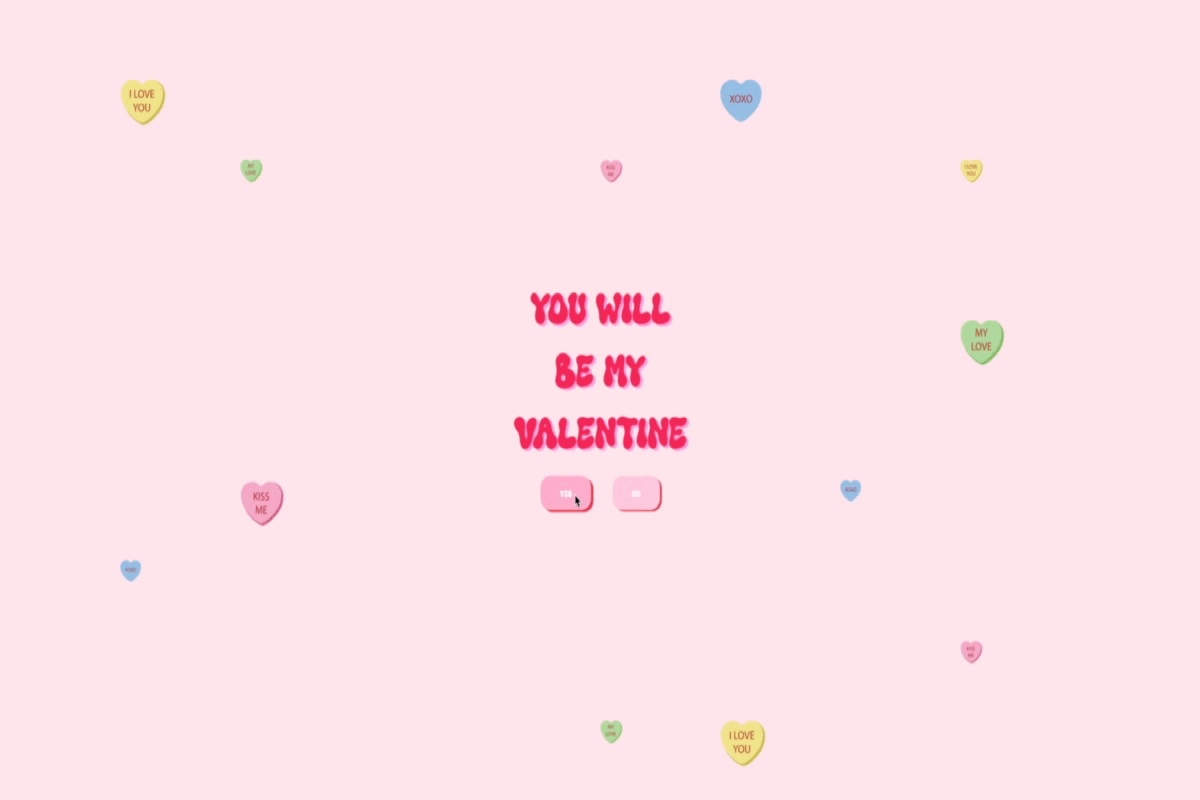 I LOVE
YOU
XOXO
MY
LOVE
KISS
ME
I LOVE
YOU
YOU WILL
BE MY
VALENTINE
MY
LOVE
YES
NO
KISS
ME
XOXO
XOXO
KISS
ME
MY
LOVE
I LOVE
YOU